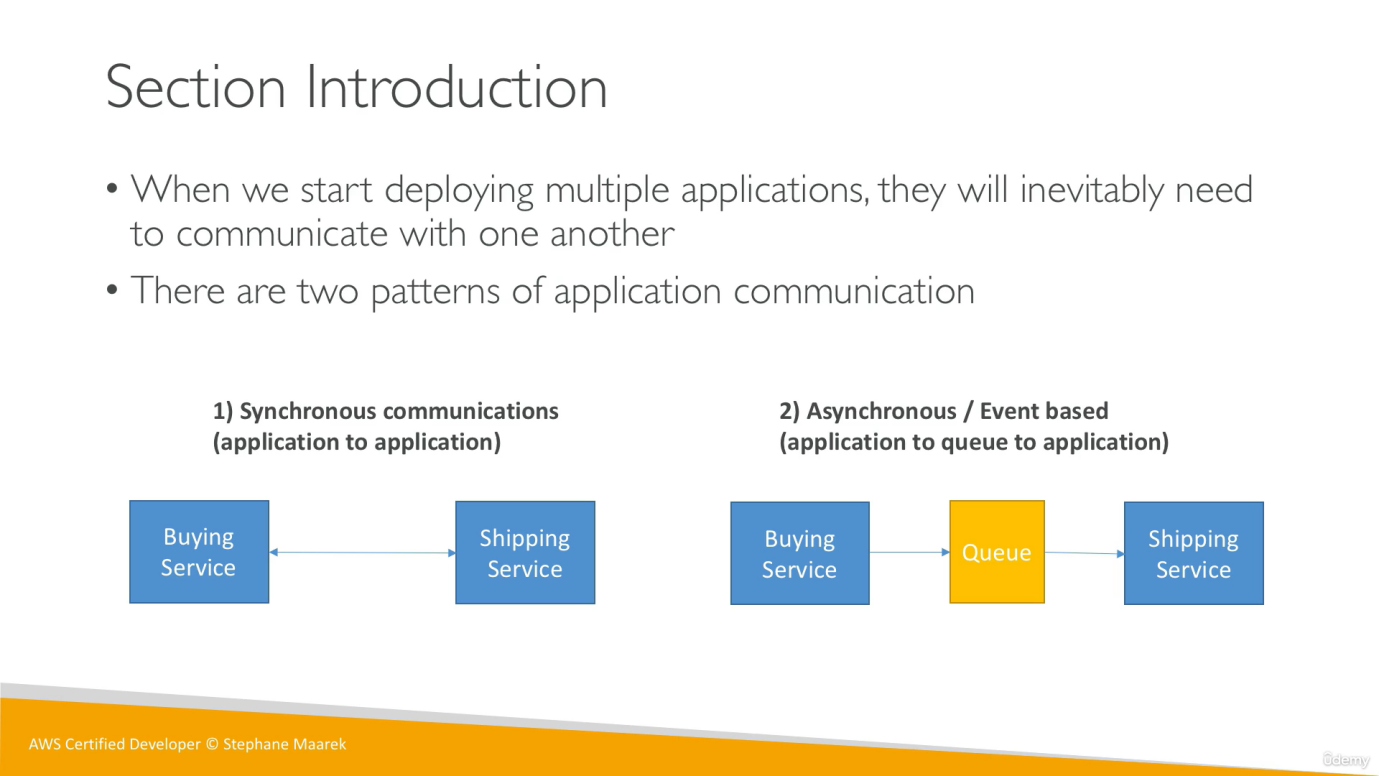 Section Introduction
• When we start deploying multiple applications, they will inevitably need
to communicate with one another
• There are two patterns of application communication
1) Synchronous communications
(application to application)
2) Asynchronous / Event based
(application to queue to application)
Buying
Service
Shipping
Service
Buying
Service
Queue
Shipping
Service
AWS Certified Developer © Stephane Maarek
ûdemy